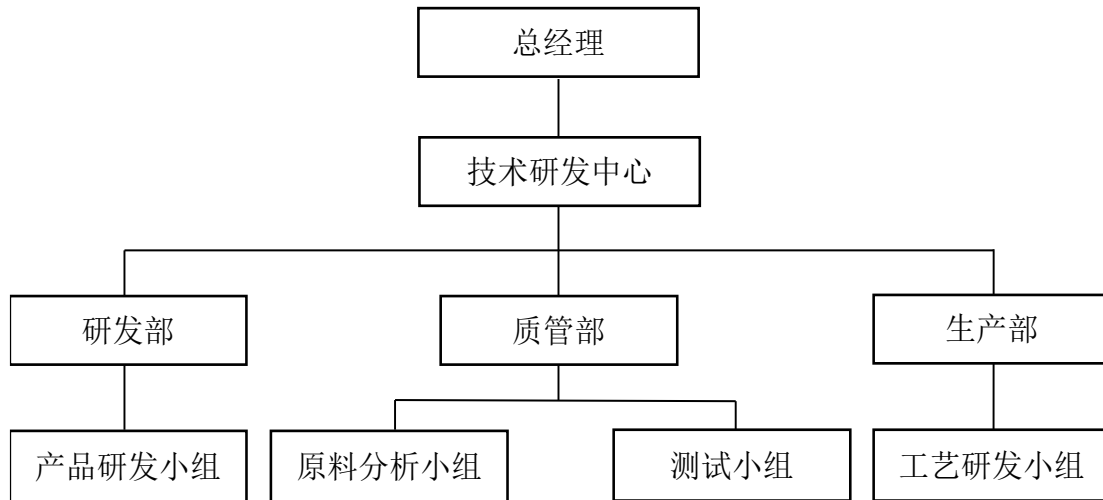 总经理
技术研发中心
研发部
质管部
生产部
产品研发小组
原料分析小组
测试小组
工艺研发小组